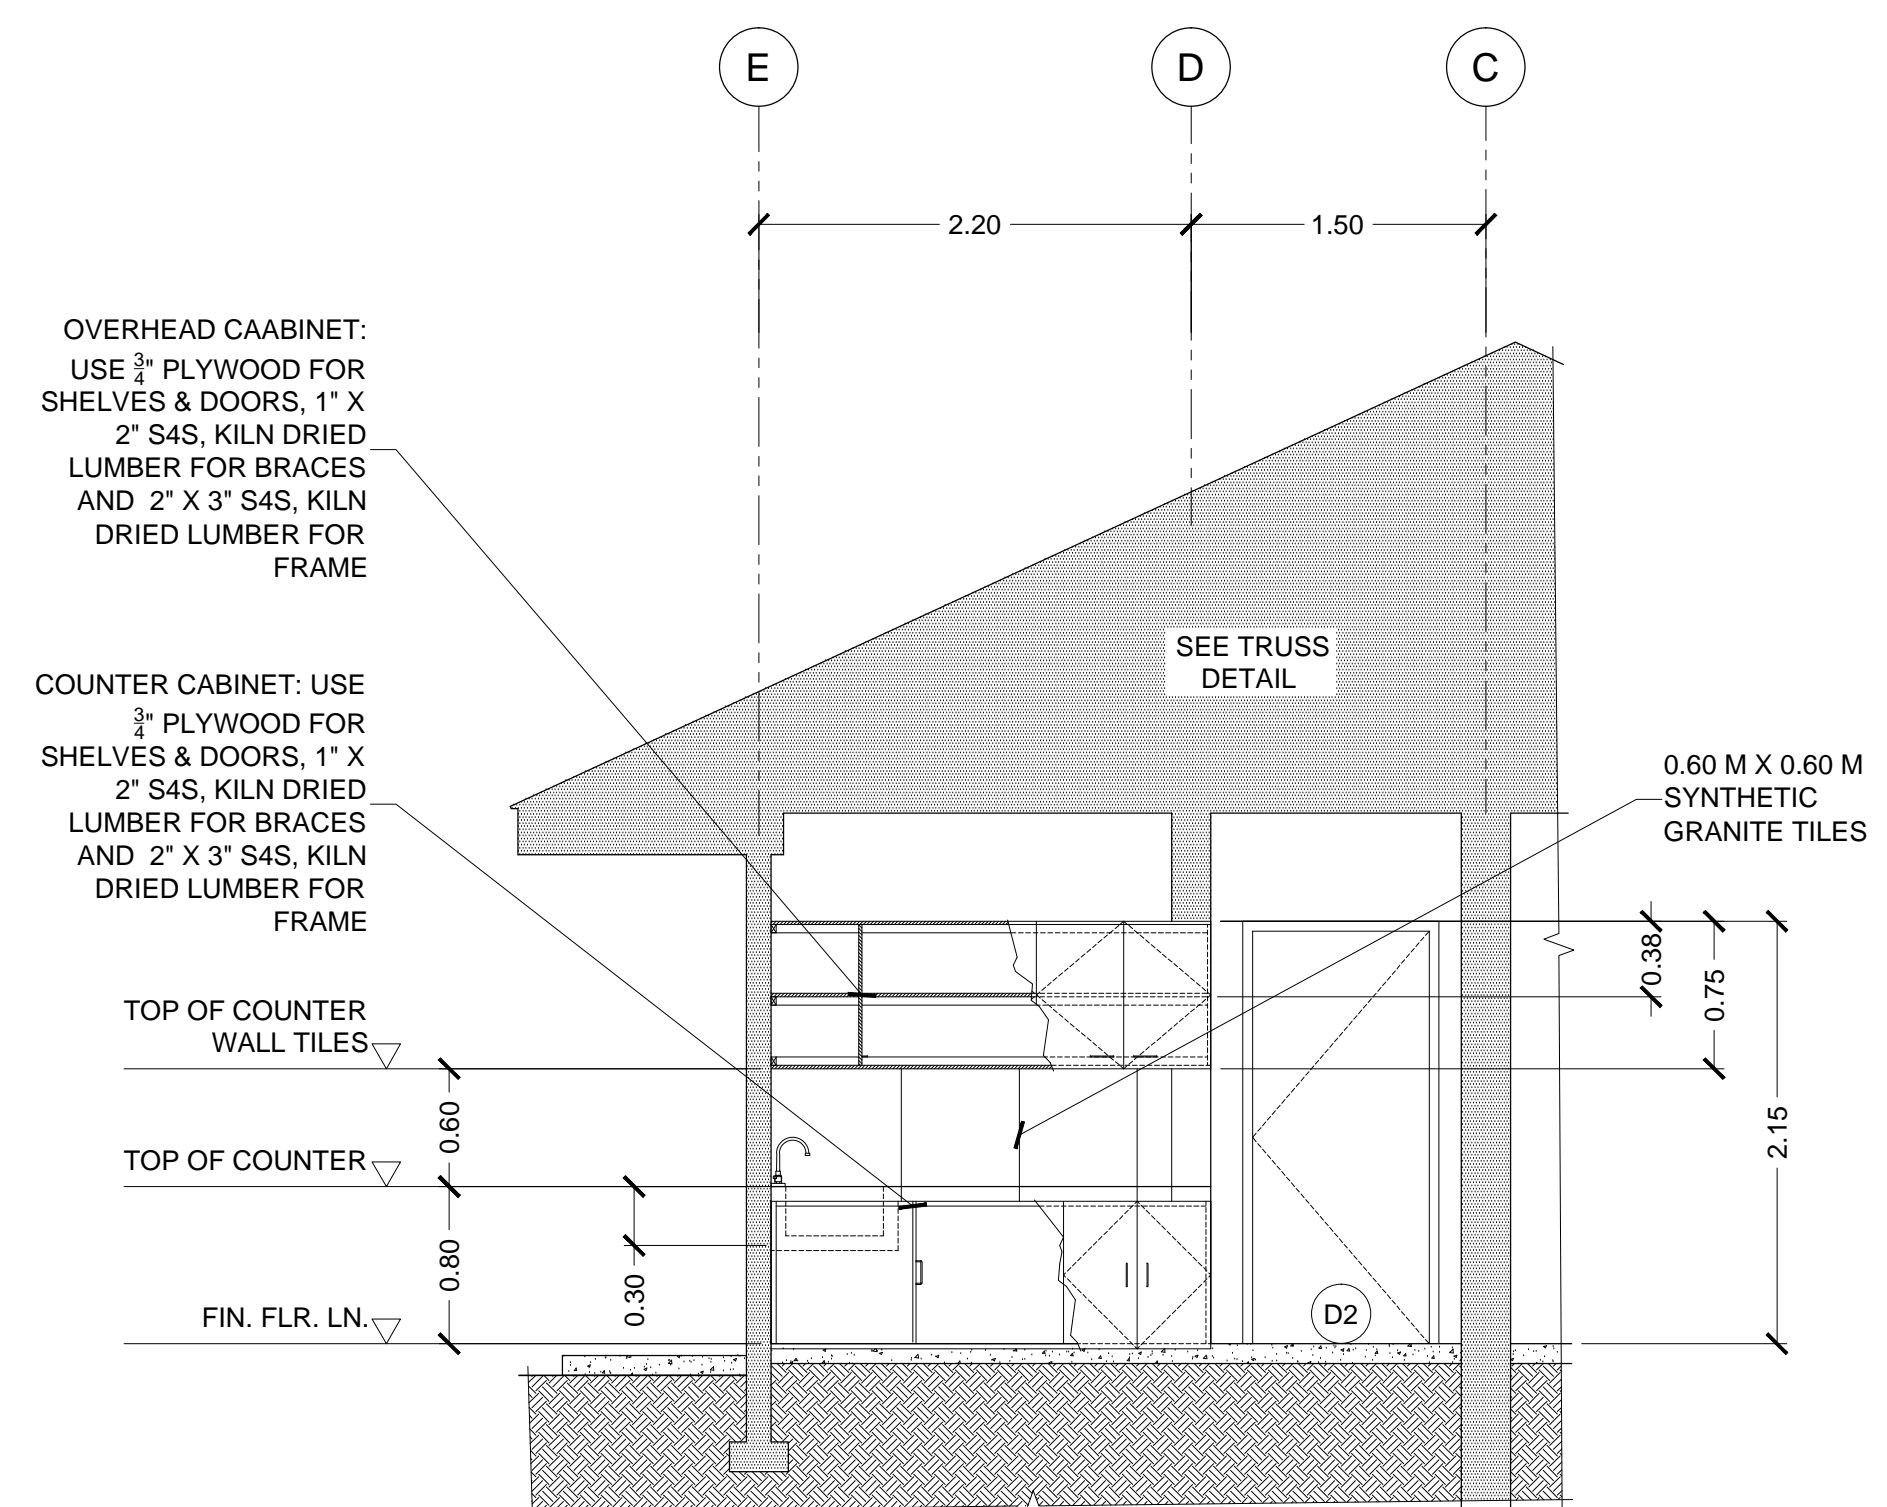 E
D
C
2.20
1.50
OVERHEAD CAABINET:
USE 3/4" PLYWOOD FOR
SHELVES & DOORS, 1" X
2" S4S, KILN DRIED
LUMBER FOR BRACES
AND 2" X 3" S4S, KILN
DRIED LUMBER FOR
FRAME
SEE TRUSS
DETAIL
COUNTER CABINET: USE
3/4" PLYWOOD FOR
SHELVES & DOORS, 1" X
2" S4S, KILN DRIED
LUMBER FOR BRACES
AND 2" X 3" S4S, KILN
DRIED LUMBER FOR
FRAME
0.60 M X 0.60 M
SYNTHETIC
GRANITE TILES
0.38
0.75
2.15
TOP OF COUNTER
WALL TILES
0.60
TOP OF COUNTER
0.80
0.30
FIN. FLR. LN.
D2